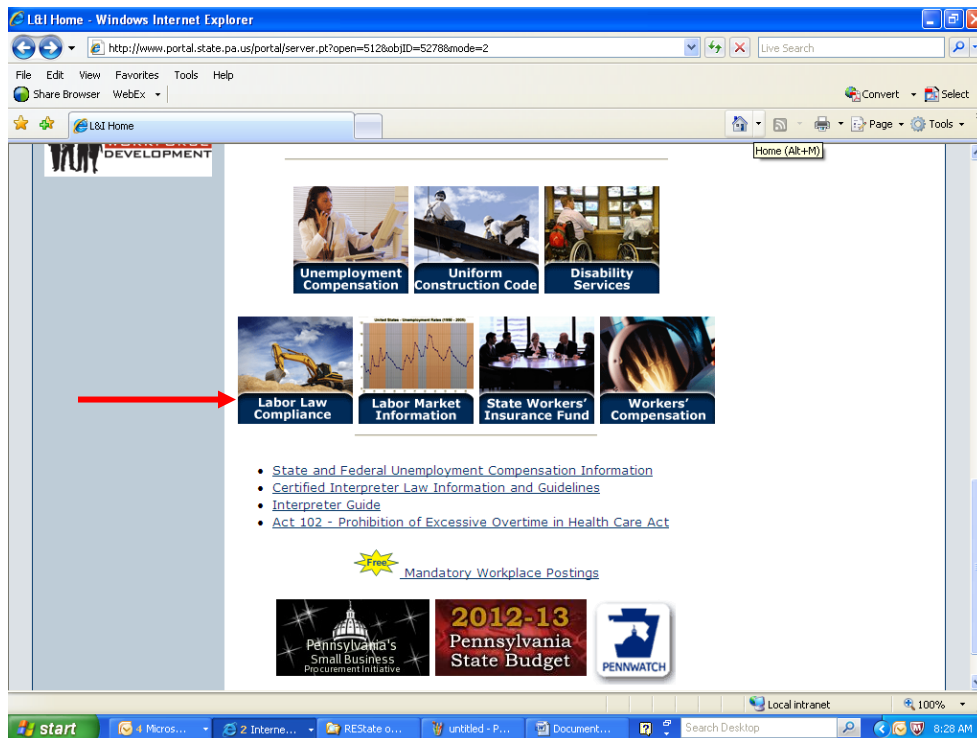 L&I Home - Windows Internet Explorer
http://www.portal.state.pa.us/portal/server.pt?open=512&objID=5278&mode=2
Live Search
File Edit View Favorites Tools Help
Share Browser WebEx
Convert Select
L&I Home
Page Tools
Home (Alt+M)
DEVELOPMENT
Unemployment
Compensation
Uniform
Construction Code
Disability
Services
United States - Unemployment Rates
Labor Law
Compliance
Labor Market
Information
State Workers'
Insurance Fund
Workers'
Compensation
State and Federal Unemployment Compensation Information
Certified Interpreter Law Information and Guidelines
Interpreter Guide
Act 102 - Prohibition of Excessive Overtime in Health Care Act
Free
Mandatory Workplace Postings
Pennsylvania's
Small Business
Procurement Initiative
2012-13
Pennsylvania
State Budget
PENNWATCH
Local intranet
100%
start
4 Micros...
2 Interne...
REState o...
untitled - P...
Document...
Search Desktop
8:28 AM